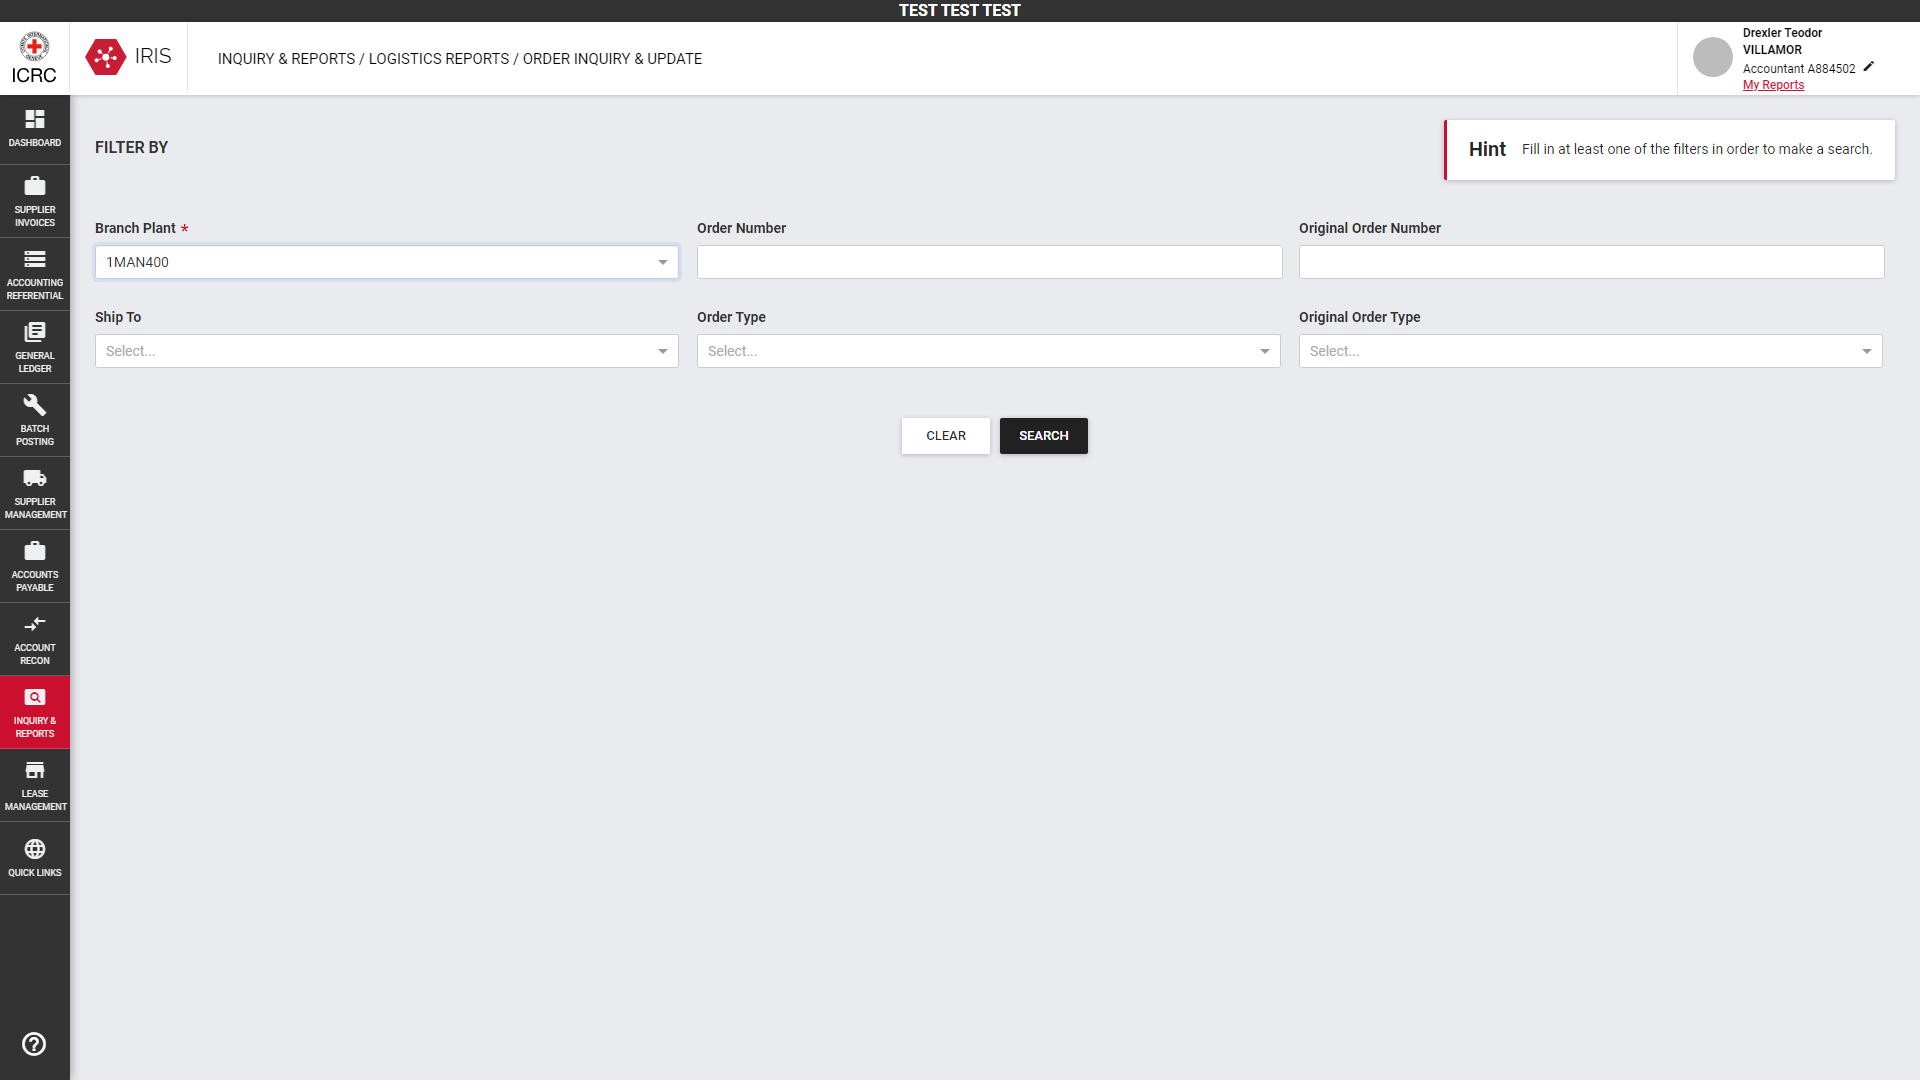 TEST TEST TEST
ICRC
IRIS
INQUIRY & REPORTS / LOGISTICS REPORTS / ORDER INQUIRY & UPDATE
Drexler Teodor
VILLAMOR
Accountant A884502
My Reports
DASHBOARD
SUPPLIER
INVOICES
ACCOUNTING
REFERENTIAL
GENERAL
LEDGER
BATCH
POSTING
SUPPLIER
MANAGEMENT
ACCOUNTS
PAYABLE
ACCOUNT
RECON
INQUIRY &
REPORTS
LEASE
MANAGEMENT
QUICK LINKS
FILTER BY
Hint Fill in at least one of the filters in order to make a search.
Branch Plant *
1MAN400
Order Number
Original Order Number
Ship To
Select...
Order Type
Select...
Original Order Type
Select...
CLEAR
SEARCH